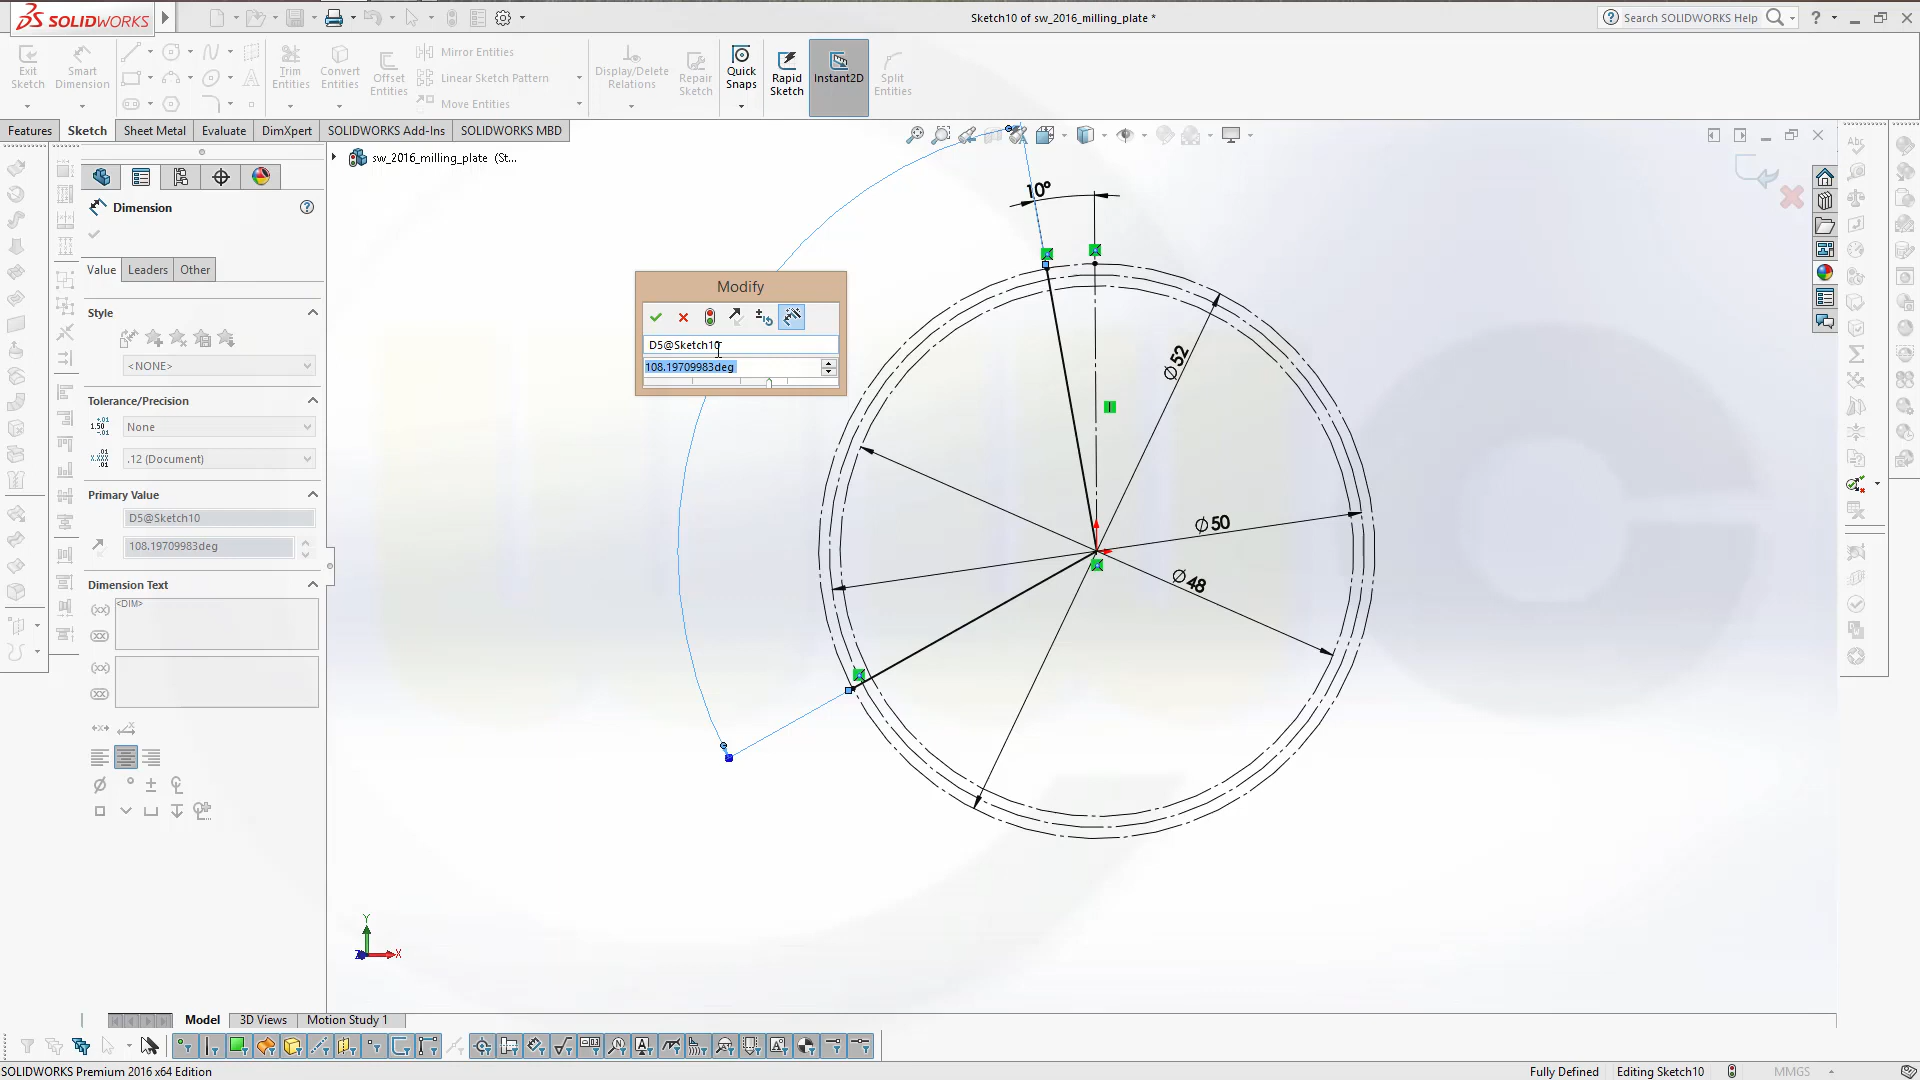 SOLIDWORKS
Sketch10 of sw_2016_milling_plate *
Search SOLIDWORKS Help
Exit Sketch
Smart Dimension
Trim Entities
Convert Entities
Offset Entities
Mirror Entities
Linear Sketch Pattern
Move Entities
Display/Delete Relations
Repair Sketch
Quick Snaps
Rapid Sketch
Instant2D
Split Entities
Features
Sketch
Sheet Metal
Evaluate
DimXpert
SOLIDWORKS Add-Ins
SOLIDWORKS MBD
sw_2016_milling_plate (St...
Dimension
Value
Leaders
Other
Style
<NONE>
Tolerance/Precision
None
.12 (Document)
Primary Value
D5@Sketch10
108.19709983deg
Dimension Text
<DIM>
Modify
D5@Sketch10
108.19709983deg
10°
∅52
∅50
∅48
Y
X
Z
Model
3D Views
Motion Study 1
SOLIDWORKS Premium 2016 x64 Edition
Fully Defined
Editing Sketch10
MMGS